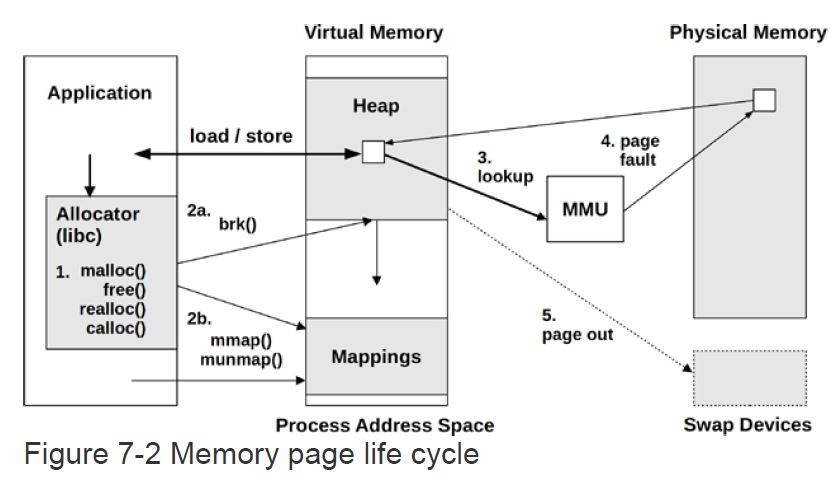 Virtual Memory
Physical Memory
Application
Heap
load / store
4. page
fault
3.
lookup
MMU
Allocator
(libc)
2a.
brk()
1. malloc()
free()
realloc()
calloc()
2b.
mmap()
munmap()
Mappings
5.
page out
Process Address Space
Swap Devices
Figure 7-2 Memory page life cycle